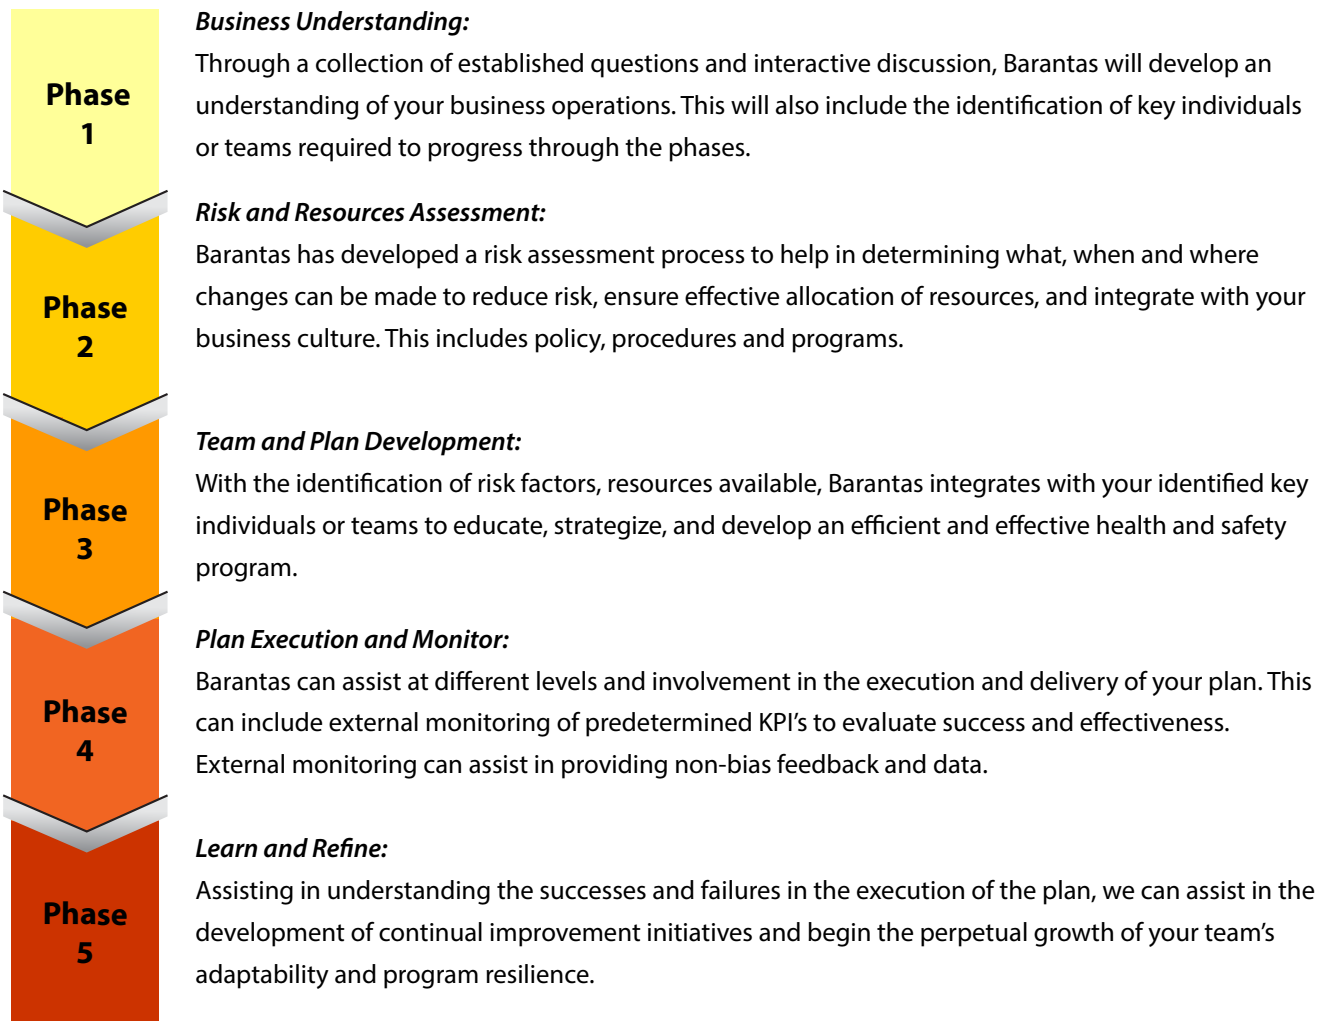 Phase
1
Business Understanding:
Through a collection of established questions and interactive discussion, Barantas will develop an
understanding of your business operations. This will also include the identification of key individuals
or teams required to progress through the phases.
Phase
2
Risk and Resources Assessment:
Barantas has developed a risk assessment process to help in determining what, when and where
changes can be made to reduce risk, ensure effective allocation of resources, and integrate with your
business culture. This includes policy, procedures and programs.
Phase
3
Team and Plan Development:
With the identification of risk factors, resources available, Barantas integrates with your identified key
individuals or teams to educate, strategize, and develop an efficient and effective health and safety
program.
Phase
4
Plan Execution and Monitor:
Barantas can assist at different levels and involvement in the execution and delivery of your plan. This
can include external monitoring of predetermined KPI's to evaluate success and effectiveness.
External monitoring can assist in providing non-bias feedback and data.
Phase
5
Learn and Refine:
Assisting in understanding the successes and failures in the execution of the plan, we can assist in the
development of continual improvement initiatives and begin the perpetual growth of your team's
adaptability and program resilience.